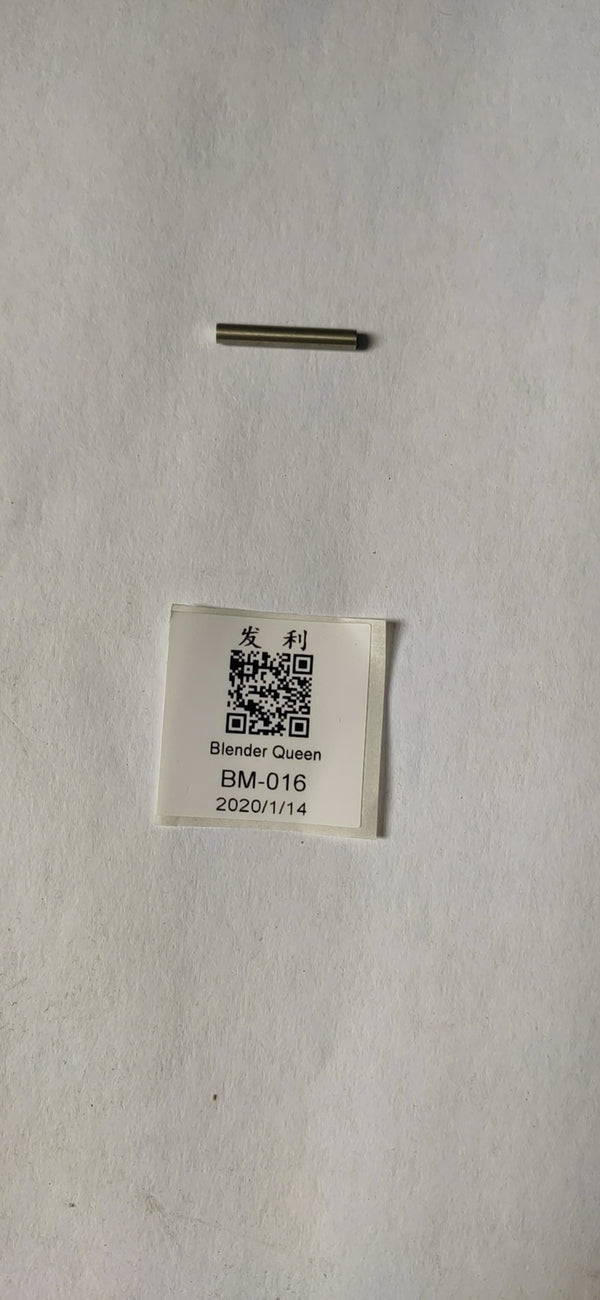 发 利
Blender Queen
BM-016
2020/1/14